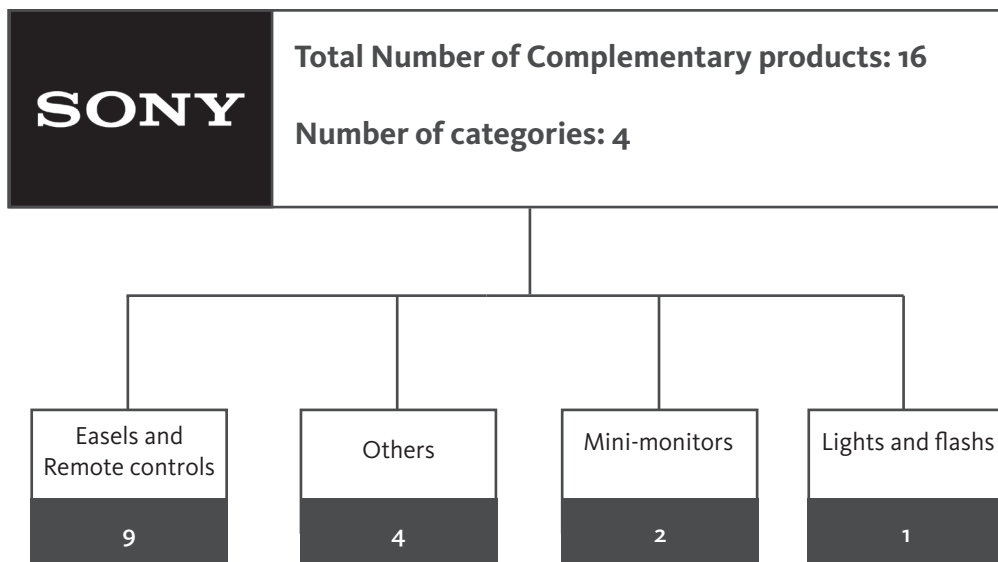 SONY
Total Number of Complementary products: 16
Number of categories: 4
Easels and
Remote controls
9
Others
4
Mini-monitors
2
Lights and flashs
1